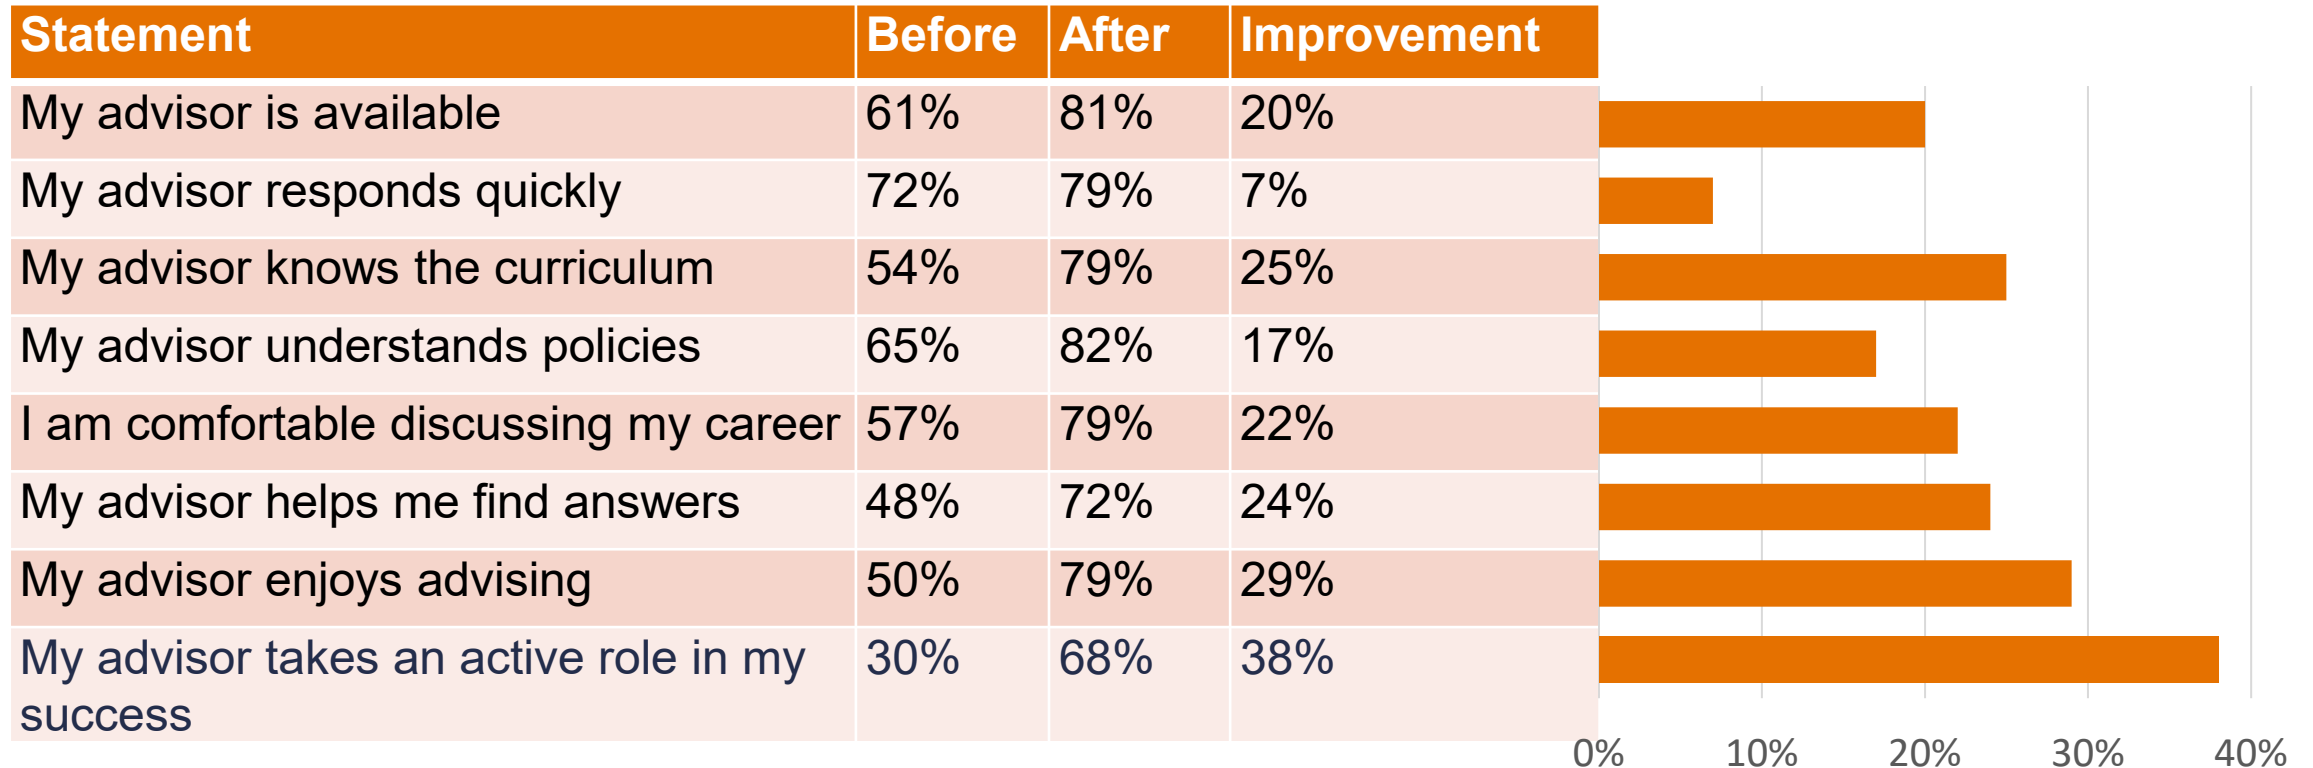 Statement Before After Improvement
My advisor is available 61% 81% 20%
My advisor responds quickly 72% 79% 7%
My advisor knows the curriculum 54% 79% 25%
My advisor understands policies 65% 82% 17%
I am comfortable discussing my career 57% 79% 22%
My advisor helps me find answers 48% 72% 24%
My advisor enjoys advising 50% 79% 29%
My advisor takes an active role in my 30% 68% 38%
success
0% 10% 20% 30% 40%